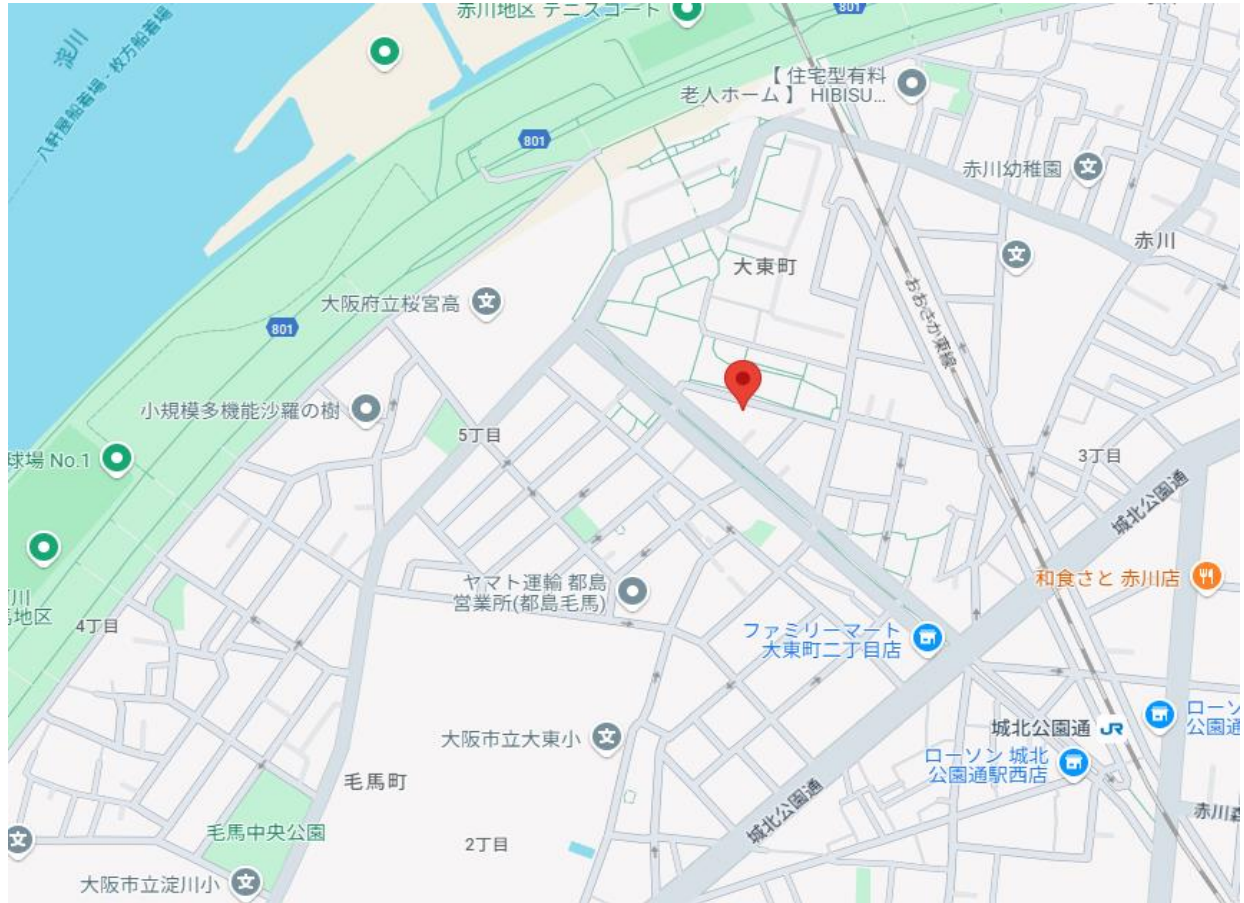 赤川地区 テニスコート
801
淀川
八軒屋船着場・枚方船着場
【 住宅型有料
老人ホーム 】 HIBISU...
801
赤川幼稚園
文
赤川
文
大東町
大阪府立桜宮高
文
801
おおさか東線
小規模多機能沙羅の樹
5丁目
球場 No.1
3丁目
城北公園通
和食さと 赤川店
ヤマト運輸 都島
営業所(都島毛馬)
川
地区
4丁目
ファミリーマート
大東町二丁目店
城北公園通
JR
ローソ
公園通
大阪市立大東小
文
ローソン 城北
公園通駅西店
毛馬町
城北公園通
赤川
毛馬中央公園
文
2丁目
大阪市立淀川小
文